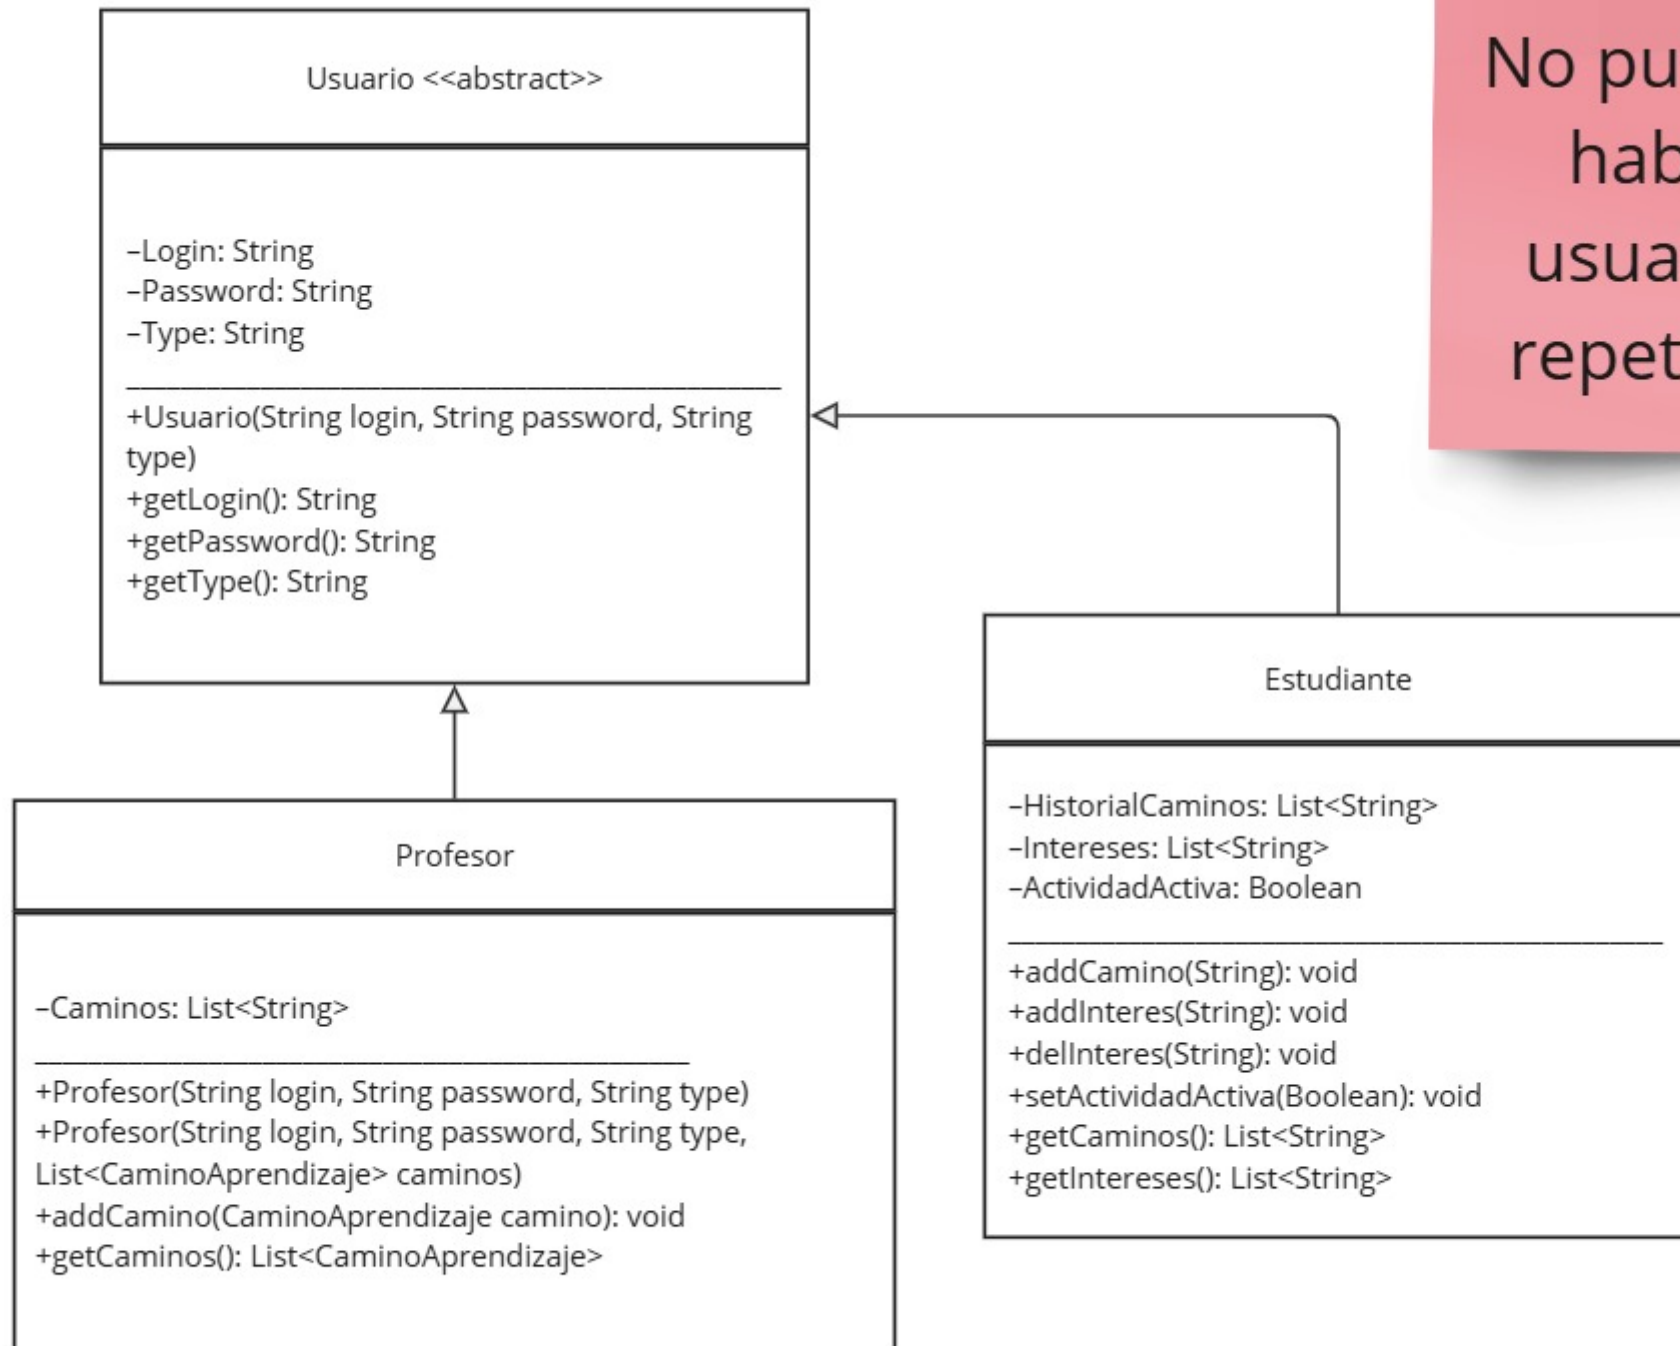 Usuario <<abstract>>
–Login: String
–Password: String
–Type: String
+Usuario(String login, String password, String
type)
+getLogin(): String
+getPassword(): String
+getType(): String
No pu
hab
usua
repet
Profesor
–Caminos: List<String>
+Profesor(String login, String password, String type)
+Profesor(String login, String password, String type,
List<CaminoAprendizaje> caminos)
+addCamino(CaminoAprendizaje camino): void
+getCaminos(): List<CaminoAprendizaje>
Estudiante
–HistorialCaminos: List<String>
–Intereses: List<String>
–ActividadActiva: Boolean
+addCamino(String): void
+addInteres(String): void
+delInteres(String): void
+setActividadActiva(Boolean): void
+getCaminos(): List<String>
+getIntereses(): List<String>